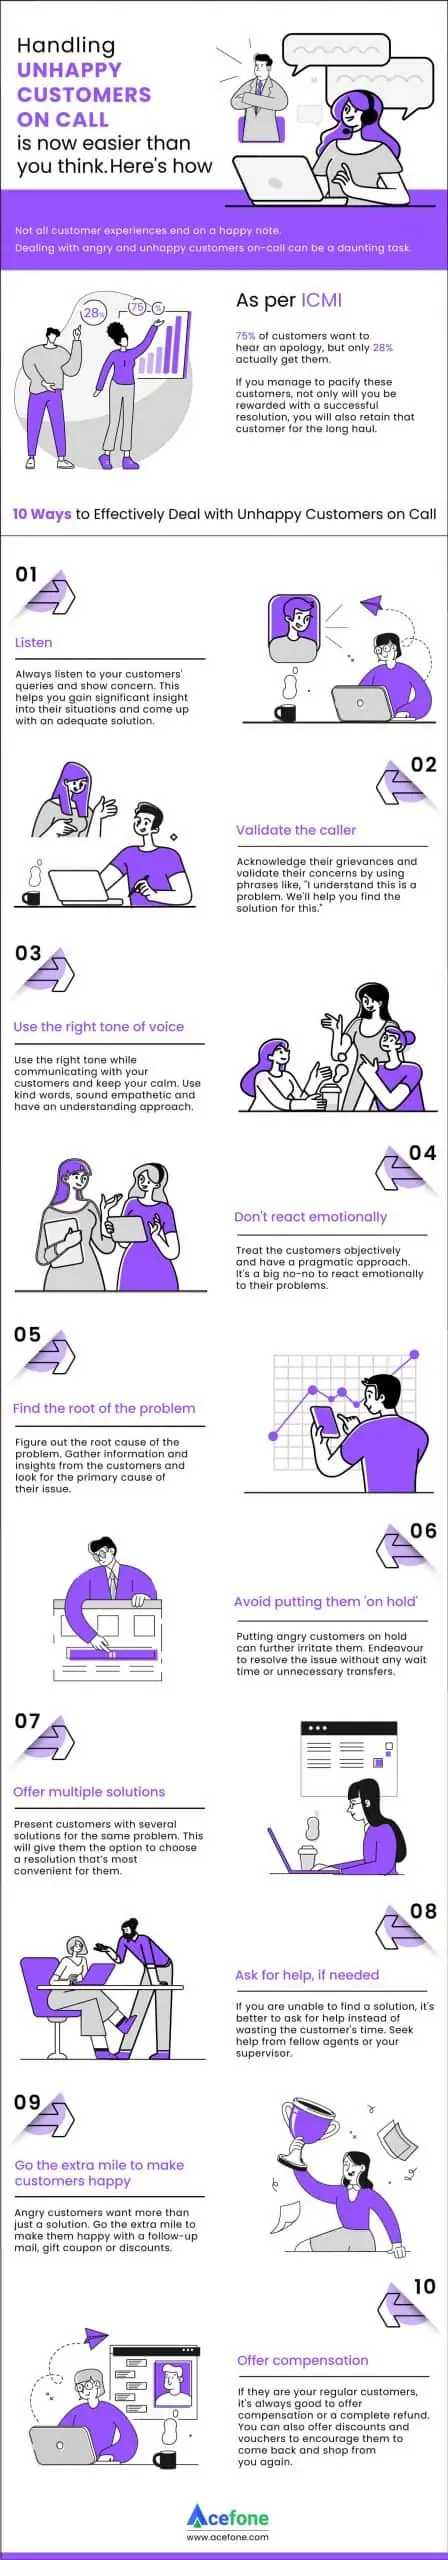 Handling
UNHAPPY
CUSTOMERS
ON CALL
is now easier than
you think.Here's how
Not all customer experiences end on a happy note.
Dealing with angry and unhappy customers on-call can be a daunting task.
28%
75
%
As per ICMI
75% of customers want to
hear an apology, but only 28%
actually get them.
If you manage to pacify these
customers, not only will you be
rewarded with a successful
resolution, you will also retain that
customer for the long haul.
10 Ways to Effectively Deal with Unhappy Customers on Call
01
Listen
Always listen to your customers'
queries and show concern. This
helps you gain significant insight
into their situations and come up
with an adequate solution.
02
Validate the caller
Acknowledge their grievances and
validate their concerns by using
phrases like, "I understand this is a
problem. We'll help you find the
solution for this."
03
Use the right tone of voice
Use the right tone while
communicating with your
customers and keep your calm. Use
kind words, sound empathetic and
have an understanding approach.
04
Don't react emotionally
Treat the customers objectively
and have a pragmatic approach.
It's a big no-no to react emotionally
to their problems.
05
Find the root of the problem
Figure out the root cause of the
problem. Gather information and
insights from the customers and
look for the primary cause of
their issue.
06
Avoid putting them 'on hold'
Putting angry customers on hold
can further irritate them. Endeavour
to resolve the issue without any wait
time or unnecessary transfers.
07
Offer multiple solutions
Present customers with several
solutions for the same problem. This
will give them the option to choose
a resolution that's most
convenient for them.
08
Ask for help, if needed
If you are unable to find a solution, it's
better to ask for help instead of
wasting the customer's time. Seek
help from fellow agents or your
supervisor.
09
Go the extra mile to make
customers happy
Angry customers want more than
just a solution. Go the extra mile to
make them happy with a follow-up
mail, gift coupon or discounts.
10
Offer compensation
If they are your regular customers,
it's always good to offer
compensation or a complete refund.
You can also offer discounts and
vouchers to encourage them to
come back and shop from
you again.
Acefone
www.acefone.com